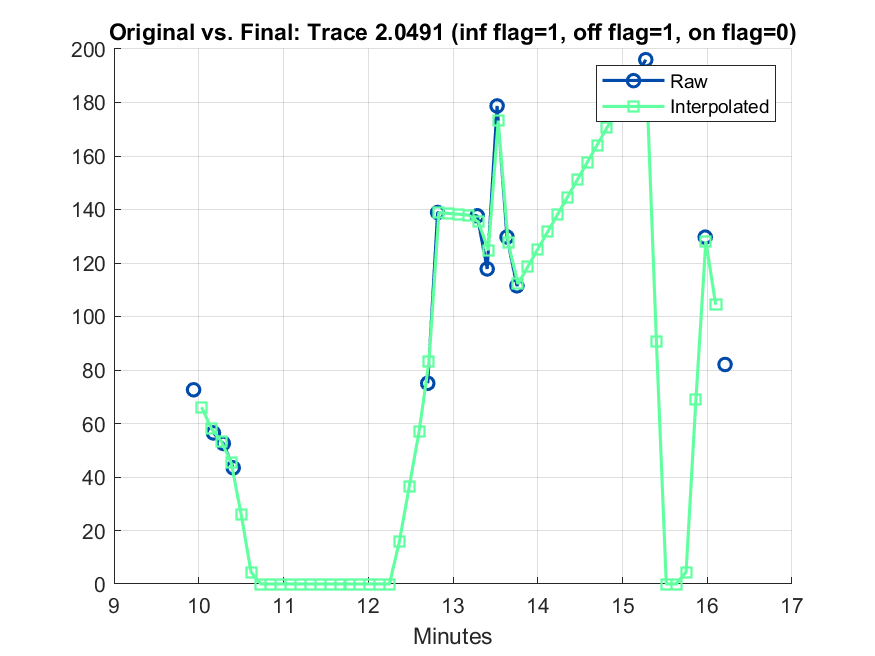 Original vs. Final: Trace 2.0491 (inf flag=1, off flag=1, on flag=0)
200
180
160
140
120
100
80
60
40
20
0
Raw
Interpolated
9 10 11 12 13 14 15 16 17
Minutes